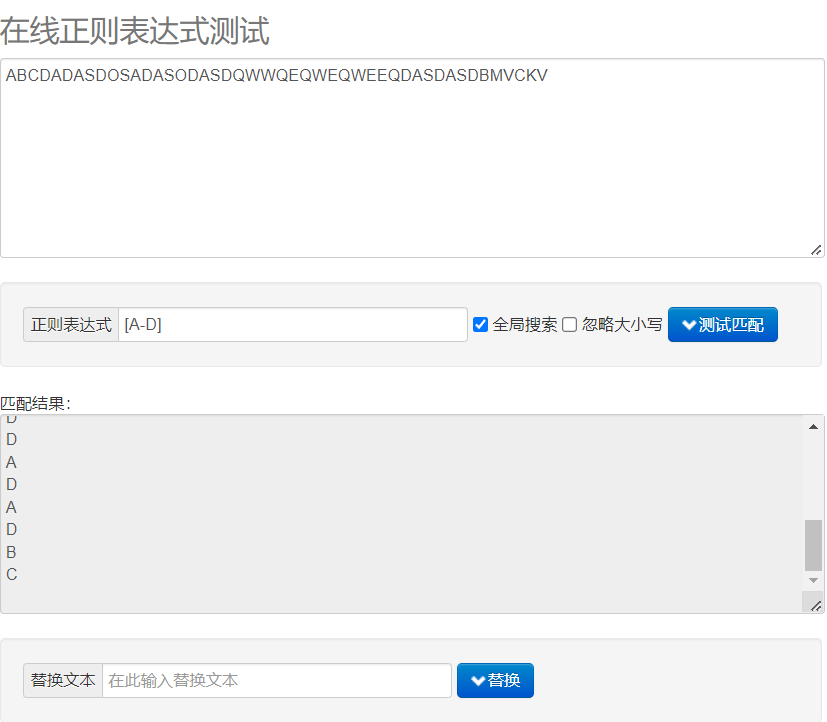 在线正则表达式测试
ABCDADASDOSADASODASDQWWQEQWEQWEEQDASDASDBMVCKV
正则表达式 [A-D] 全局搜索 忽略大小写 测试匹配
匹配结果：
D
D
A
D
A
D
B
C
替换文本 在此输入替换文本 替换